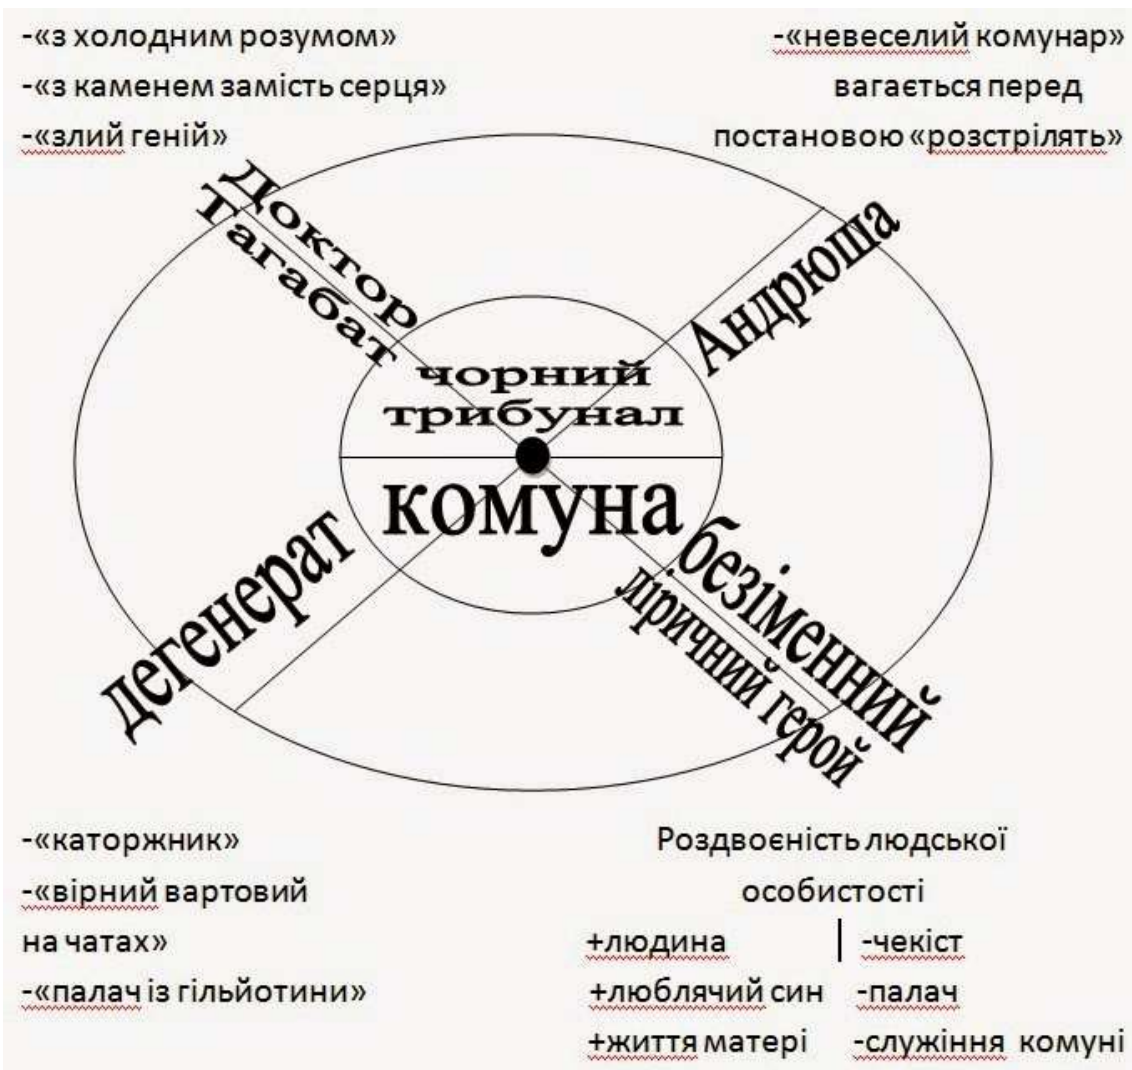 -«з холодним розумом»
-«з каменем замість серця»
-«злий геній»
-«невеселий комунар»
вагається перед
постановою «розстрілять»
Доктор
Тагабат
Андрюша
чорний
трибунал
комуна
дегенерат
безіменний
ліричний герой
-«каторжник»
-«вірний вартовий
на чатах»
-«палач із гільйотини»
Роздвоєність людської
особистості
+людина | -чекіст
+люблячий син -палач
+життя матері -служіння комуні